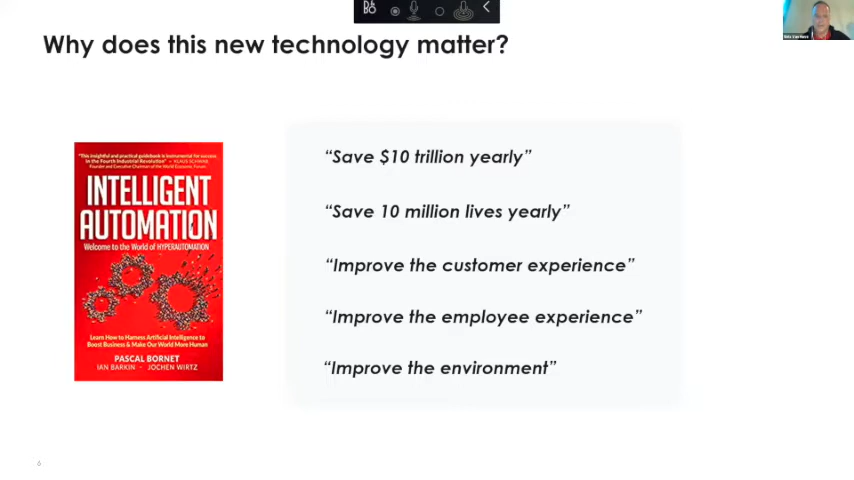 Why does this new technology matter?
"This insightful and practical guidebook is instrumental for success
in the Fourth Industrial Revolution" — KLAUS SCHWAB,
Founder and Executive Chairman of the World Economic Forum
INTELLIGENT
AUTOMATION
Welcome to the World of HYPERAUTOMATION
Learn How to Harness Artificial Intelligence to
Boost Business & Make Our World More Human
PASCAL BORNET
IAN BARKIN · JOCHEN WIRTZ
“Save $10 trillion yearly”
“Save 10 million lives yearly”
“Improve the customer experience”
“Improve the employee experience”
“Improve the environment”
6